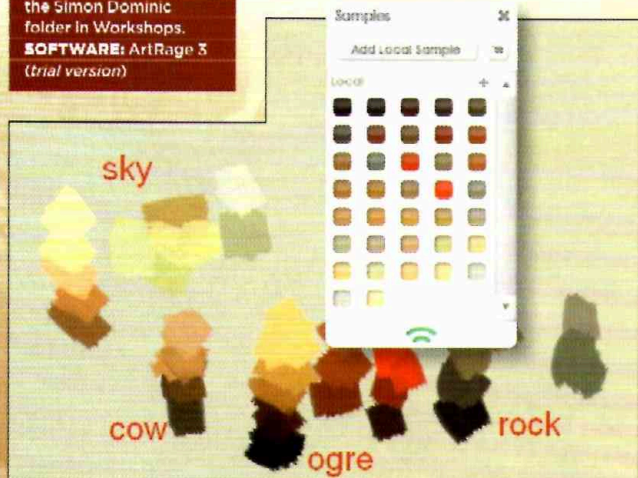 the Simon Dominic
folder in Workshops.
SOFTWARE: ArtRage 3
(trial version)
Samples
Add Local Sample
Local
sky
cow
ogre
rock